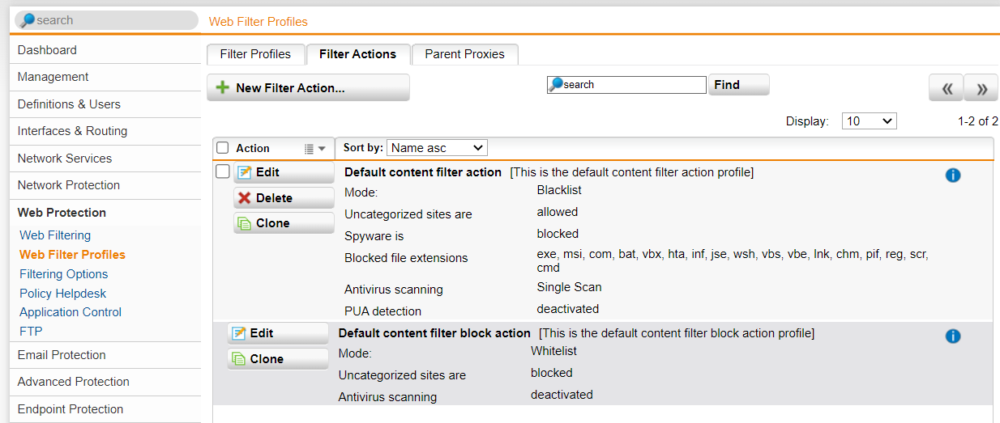 search
Web Filter Profiles
Dashboard
Management
Definitions & Users
Interfaces & Routing
Network Services
Network Protection
Web Protection
Web Filtering
Web Filter Profiles
Filtering Options
Policy Helpdesk
Application Control
FTP
Email Protection
Advanced Protection
Endpoint Protection
Filter Profiles
Filter Actions
Parent Proxies
New Filter Action...
search
Find
Display: 10
1-2 of 2
Action
Sort by: Name asc
Edit
Delete
Clone
Default content filter action [This is the default content filter action profile]
Mode: Blacklist
Uncategorized sites are allowed
Spyware is blocked
Blocked file extensions exe, msi, com, bat, vbx, hta, inf, jse, wsh, vbs, vbe, lnk, chm, pif, reg, scr,
cmd
Antivirus scanning Single Scan
PUA detection deactivated
Edit
Clone
Default content filter block action [This is the default content filter block action profile]
Mode: Whitelist
Uncategorized sites are blocked
Antivirus scanning deactivated